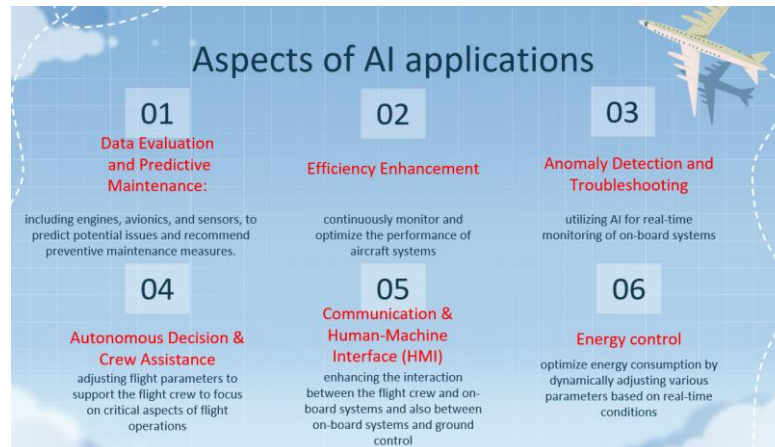 Aspects of AI applications
01
Data Evaluation
and Predictive
Maintenance:
including engines, avionics, and sensors, to
predict potential issues and recommend
preventive maintenance measures.
02
Efficiency Enhancement
continuously monitor and
optimize the performance of
aircraft systems
03
Anomaly Detection and
Troubleshooting
utilizing AI for real-time
monitoring of on-board systems
04
Autonomous Decision &
Crew Assistance
adjusting flight parameters to
support the flight crew to focus
on critical aspects of flight
operations
05
Communication &
Human-Machine
Interface (HMI)
enhancing the interaction
between the flight crew and on-
board systems and also between
on-board systems and ground
control
06
Energy control
optimize energy consumption by
dynamically adjusting various
parameters based on real-time
conditions